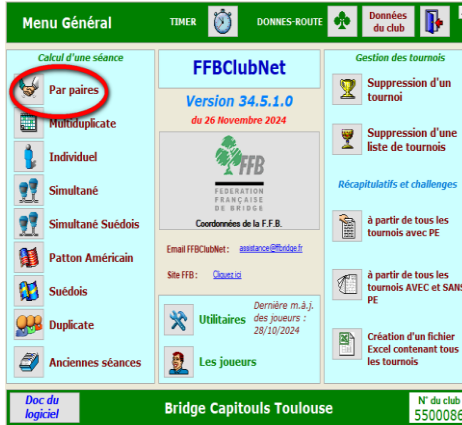 Menu Général
TIMER
DONNES-ROUTE
Données
du club
Calcul d'une séance
Par paires
Multiduplicate
Individuel
Simultané
Simultané Suédois
Patton Américain
Suédois
Duplicate
Anciennes séances
FFBClubNet
Version 34.5.1.0
du 26 Novembre 2024
FFB
FEDERATION
FRANÇAISE
DE BRIDGE
Coordonnées de la F.F.B.
Email FFBClubNet : assistance@ffbridge.fr
Site FFB : Cliquez ici
Utilitaires
Dernière m.à.j.
des joueurs :
28/10/2024
Les joueurs
Gestion des tournois
Suppression d'un
tournoi
Suppression d'une
liste de tournois
Récapitulatifs et challenges
à partir de tous les
tournois avec PE
à partir de tous les
tournois AVEC et SANS
PE
Création d'un fichier
Excel contenant tous
les tournois
Doc du
logiciel
Bridge Capitouls Toulouse
N° du club
5500086